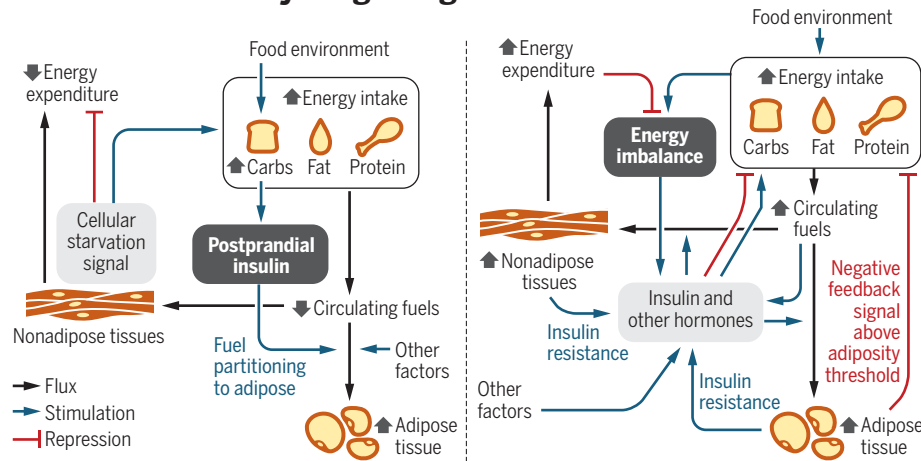 Food environment
Energy
expenditure
Energy intake
Carbs
Fat
Protein
Cellular
starvation
signal
Postprandial
insulin
Circulating fuels
Nonadipose tissues
Fuel
partitioning
to adipose
Other
factors
Adipose
tissue
Flux
Stimulation
Repression
Food environment
Energy
expenditure
Energy intake
Carbs
Fat
Protein
Energy
imbalance
Circulating
fuels
Nonadipose
tissues
Insulin and
other hormones
Insulin
resistance
Negative
feedback
signal
above
adiposity
threshold
Other
factors
Insulin
resistance
Adipose
tissue